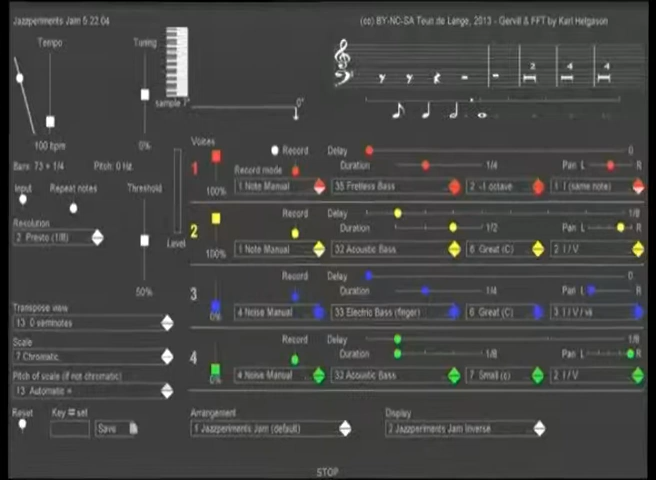 Jazzperiments Jam 5.22.04
(cc) BY-NC-SA Teun de Lange, 2013 - Gervill & FFT by Karl Helgason
Tempo
Tuning
sample 7"
0"
2 4 4
100 bpm
0%
Bars: 73 + 1/4
Pitch: 0 Hz
Voices
Input
Repeat notes
Threshold
Resolution
2 Presto (1/8)
Level
50%
1
Record
Delay
0
Record mode
Duration
1/4
Pan L R
100%
1 Note Manual
35 Fretless Bass
2 -1 octave
1 I (same note)
2
Record
Delay
1/8
Duration
1/2
Pan L R
100%
1 Note Manual
32 Acoustic Bass
6 Great (C)
2 I / V
3
Record
Delay
0
Duration
1/4
Pan L R
0%
4 Noise Manual
33 Electric Bass (finger)
6 Great (C)
3 I / V / vii
4
Record
Delay
1/8
Duration
1/8
Pan L R
0%
4 Noise Manual
32 Acoustic Bass
7 Small (c)
2 I / V
Transpose view
13 0 semitones
Scale
7 Chromatic
Pitch of scale (if not chromatic)
13 Automatic +
Reset
Key = set
Save
Arrangement
1 Jazzperiments Jam (default)
Display
2 Jazzperiments Jam Inverse
STOP